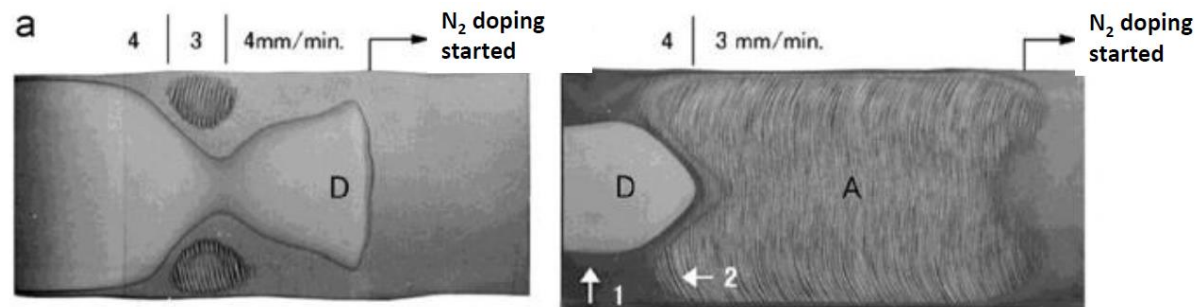 a
4 | 3 | 4mm/min.
N₂ doping
started
D
4 | 3 mm/min.
N₂ doping
started
D
A
1
2